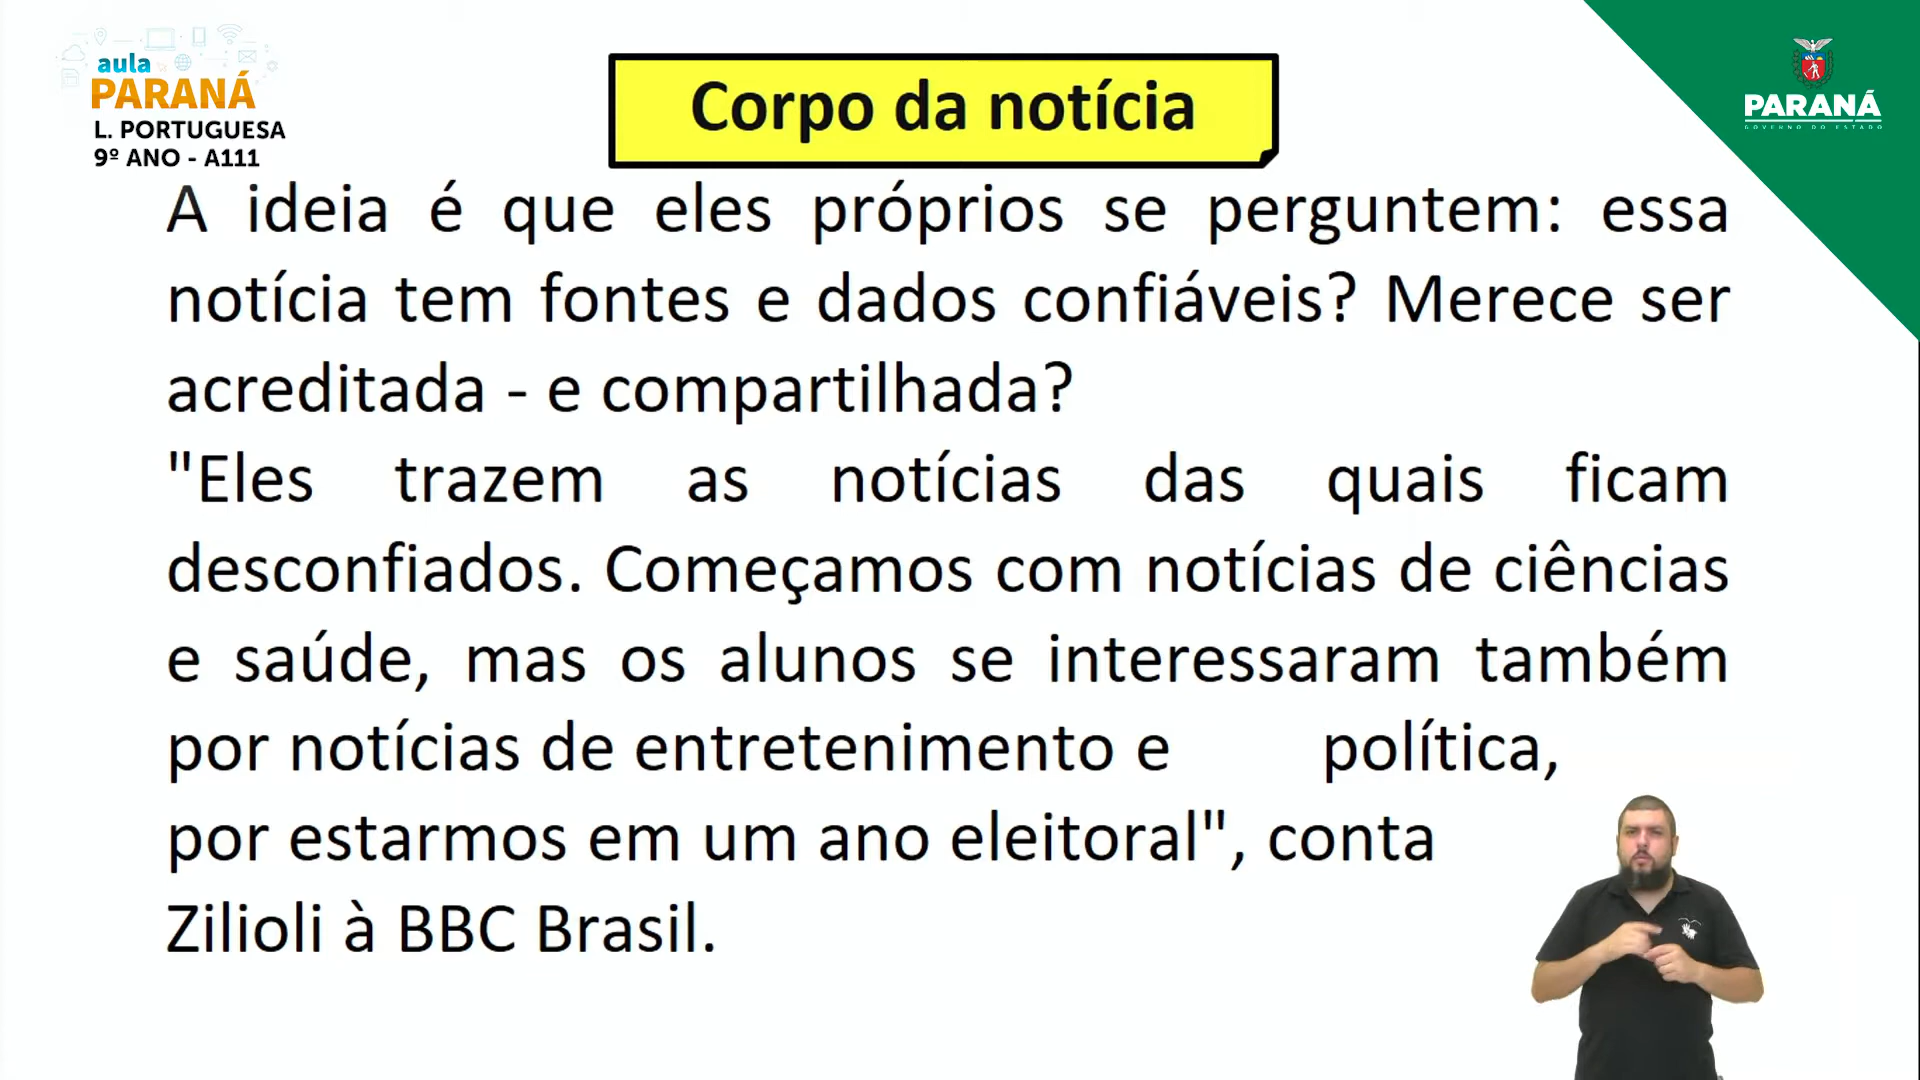 aula
PARANÁ
L. PORTUGUESA
9º ANO - A111
Corpo da notícia
PARANÁ
GOVERNO DO ESTADO
A ideia é que eles próprios se perguntem: essa
notícia tem fontes e dados confiáveis? Merece ser
acreditada - e compartilhada?
"Eles trazem as notícias das quais ficam
desconfiados. Começamos com notícias de ciências
e saúde, mas os alunos se interessaram também
por notícias de entretenimento e política,
por estarmos em um ano eleitoral", conta
Zilioli à BBC Brasil.